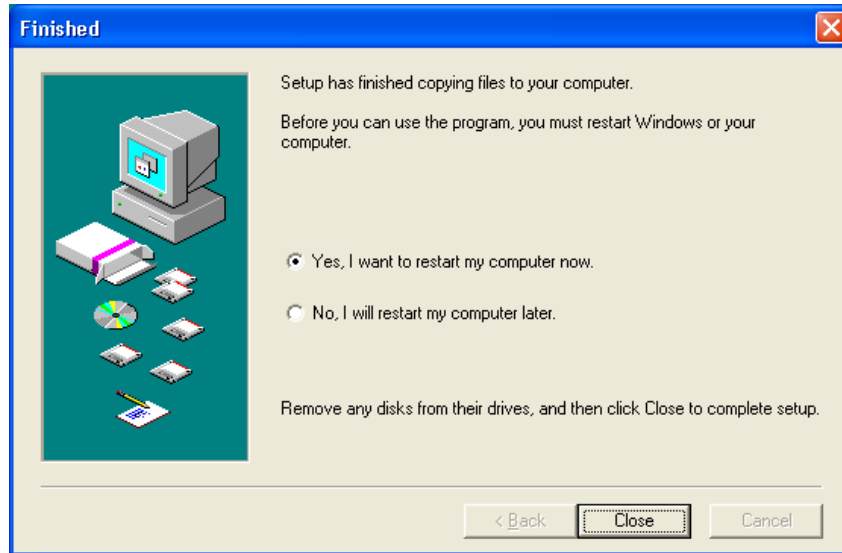 Finished
Setup has finished copying files to your computer.
Before you can use the program, you must restart Windows or your
computer.
Yes, I want to restart my computer now.
No, I will restart my computer later.
Remove any disks from their drives, and then click Close to complete setup.
< Back
Close
Cancel